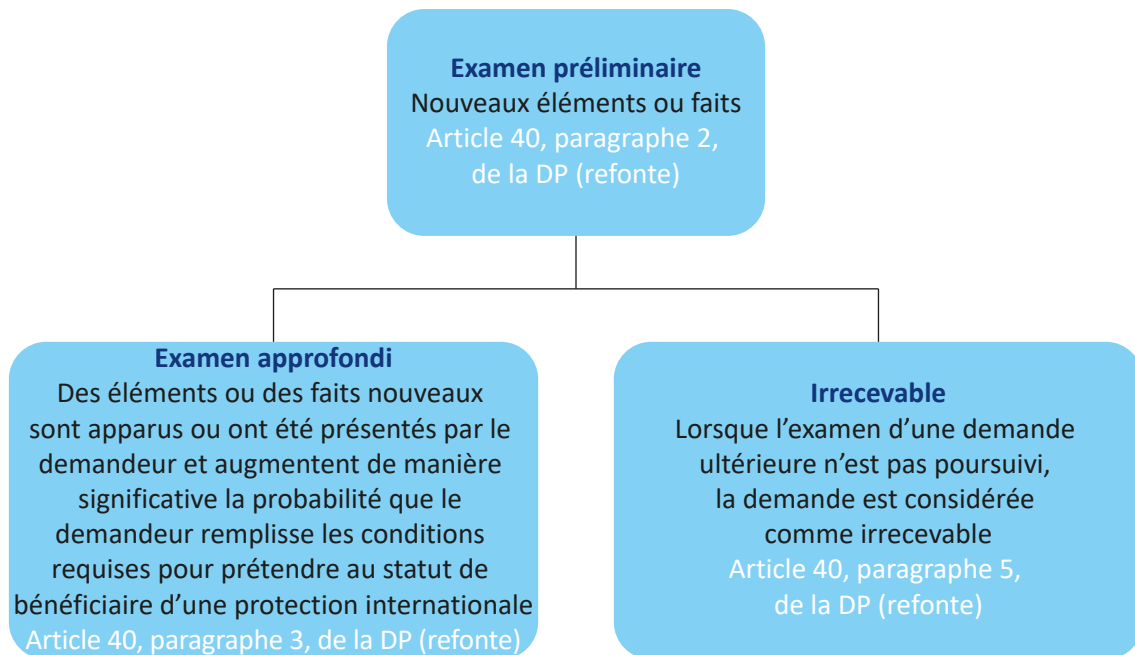 Examen préliminaire
Nouveaux éléments ou faits
Article 40, paragraphe 2,
de la DP (refonte)
Examen approfondi
Des éléments ou des faits nouveaux
sont apparus ou ont été présentés par le
demandeur et augmentent de manière
significative la probabilité que le
demandeur remplisse les conditions
requises pour prétendre au statut de
bénéficiaire d’une protection internationale
Article 40, paragraphe 3, de la DP (refonte)
Irrecevable
Lorsque l’examen d’une demande
ultérieure n’est pas poursuivi,
la demande est considérée
comme irrecevable
Article 40, paragraphe 5,
de la DP (refonte)